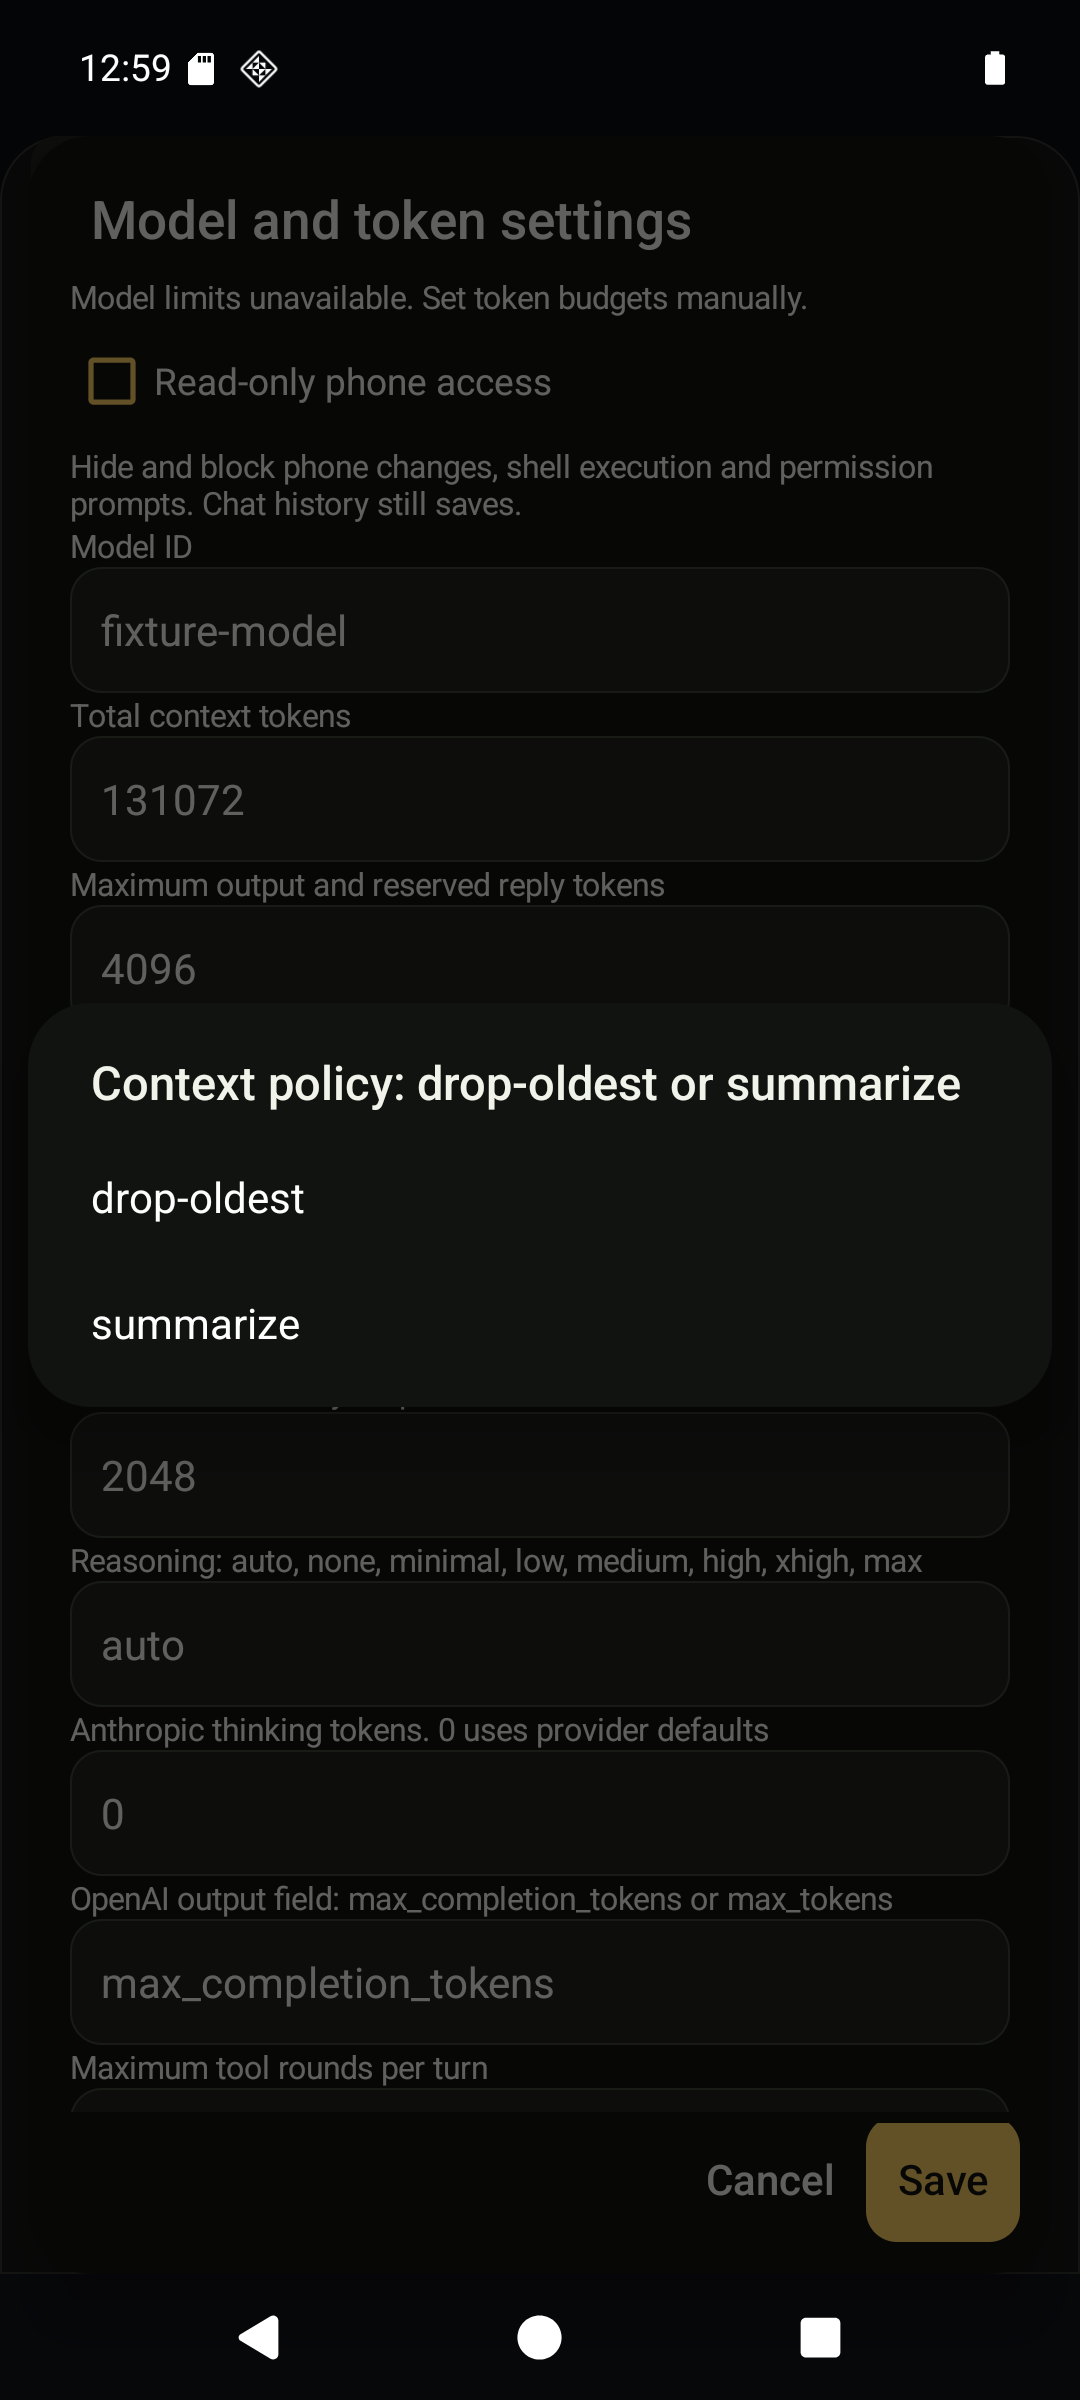 12:59
Model and token settings
Model limits unavailable. Set token budgets manually.
Read-only phone access
Hide and block phone changes, shell execution and permission
prompts. Chat history still saves.
Model ID
fixture-model
Total context tokens
131072
Maximum output and reserved reply tokens
4096
Context policy: drop-oldest or summarize
drop-oldest
summarize
2048
Reasoning: auto, none, minimal, low, medium, high, xhigh, max
auto
Anthropic thinking tokens. 0 uses provider defaults
0
OpenAI output field: max_completion_tokens or max_tokens
max_completion_tokens
Maximum tool rounds per turn
Cancel
Save